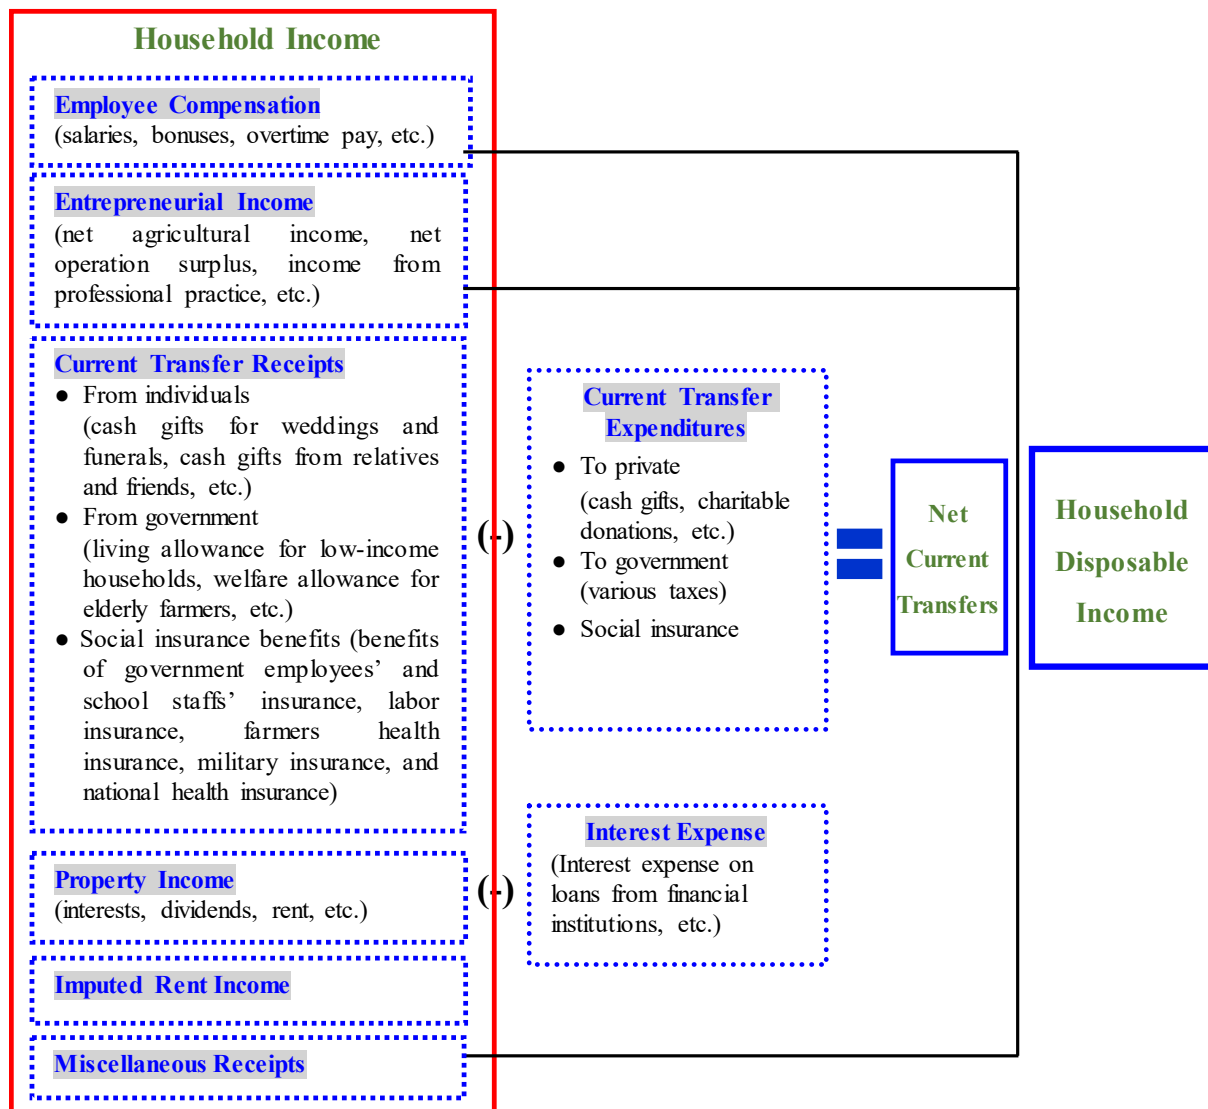 Household Income
Employee Compensation
(salaries, bonuses, overtime pay, etc.)
Entrepreneurial Income
(net agricultural income, net
operation surplus, income from
professional practice, etc.)
Current Transfer Receipts
● From individuals
(cash gifts for weddings and
funerals, cash gifts from relatives
and friends, etc.)
● From government
(living allowance for low-income
households, welfare allowance for
elderly farmers, etc.)
● Social insurance benefits (benefits
of government employees’ and
school staffs’ insurance, labor
insurance, farmers health
insurance, military insurance, and
national health insurance)
Property Income
(interests, dividends, rent, etc.)
Imputed Rent Income
Miscellaneous Receipts
(-)
(-)
Current Transfer
Expenditures
● To private
(cash gifts, charitable
donations, etc.)
● To government
(various taxes)
● Social insurance
Interest Expense
(Interest expense on
loans from financial
institutions, etc.)
Net
Current
Transfers
Household
Disposable
Income